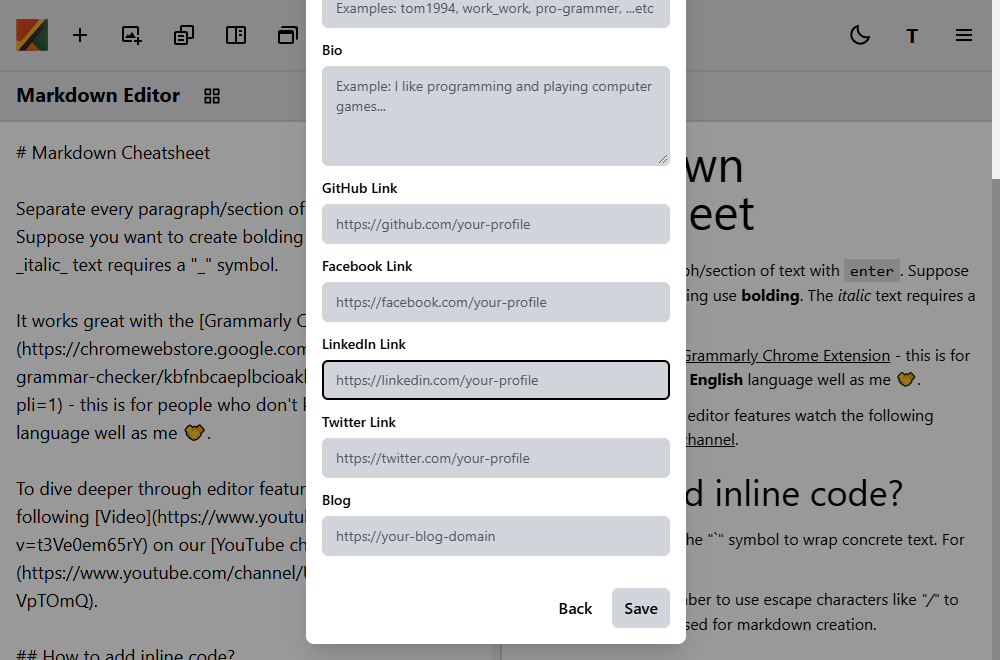 Examples: tom1994, work_work, pro-grammer, ...etc
T
Markdown Editor
Bio
Example: I like programming and playing computer
games...
GitHub Link
https://github.com/your-profile
Facebook Link
https://facebook.com/your-profile
LinkedIn Link
https://linkedin.com/your-profile
Twitter Link
https://twitter.com/your-profile
Blog
https://your-blog-domain
Back
Save
# Markdown Cheatsheet
Separate every paragraph/section of
Suppose you want to create bolding
_italic_ text requires a "_" symbol.
It works great with the [Grammarly
(https://chromewebstore.google.com
grammar-checker/kbfnbcaeplbcioakl
pli=1) - this is for people who don't
language well as me 🤝.
To dive deeper through editor
following [Video](https://www.youtu
v=t3Ve0em65rY) on our [YouTube
(https://www.youtube.com/channel/
VpTOmQ).
## How to add inline code?
wn
eet
ph/section of text with enter. Suppose
ing use bolding. The italic text requires a
Grammarly Chrome Extension - this is for
English language well as me 🤝.
editor features watch the following
channel.
d inline code?
he "`" symbol to wrap concrete text. For
ber to use escape characters like "/" to
sed for markdown creation.